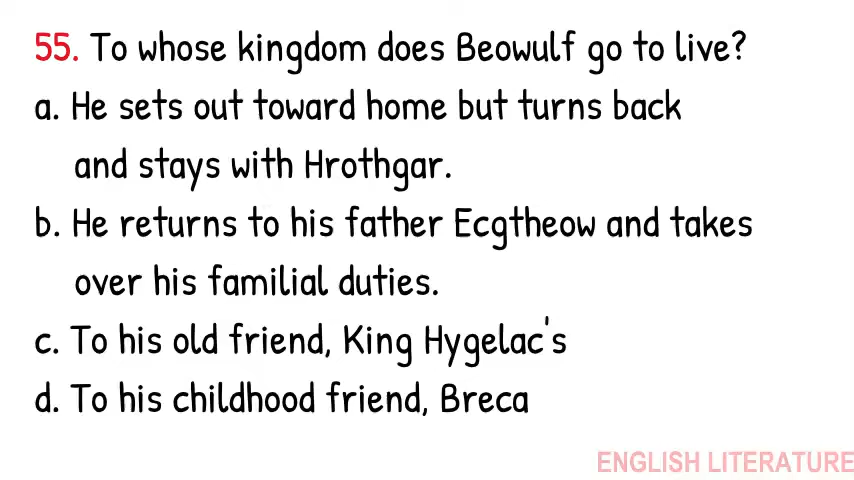 55. To whose kingdom does Beowulf go to live?
a. He sets out toward home but turns back
and stays with Hrothgar.
b. He returns to his father Ecgtheow and takes
over his familial duties.
c. To his old friend, King Hygelac's
d. To his childhood friend, Breca
ENGLISH LITERATURE